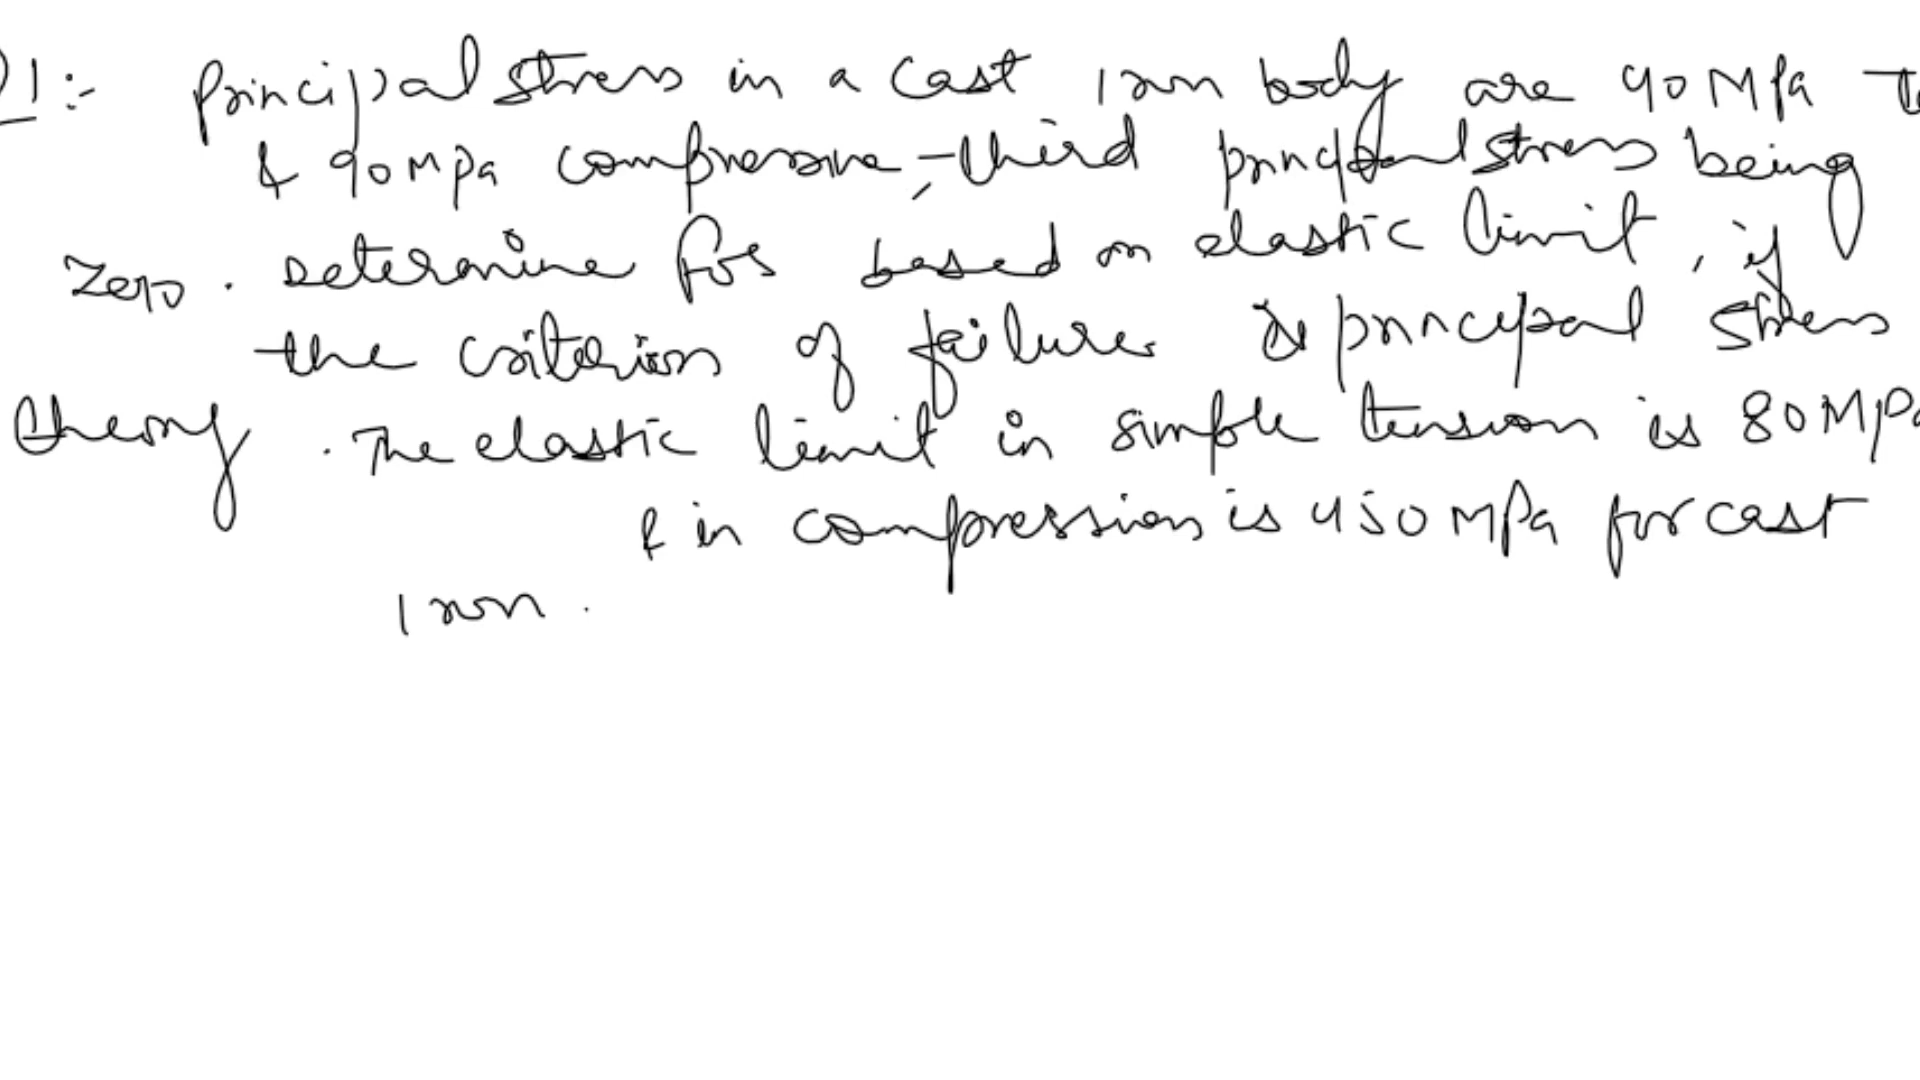 1:- Principal stress in a cast iron body are 40 MPa
& 90 MPa compressive, third principal stress being
zero. Determine fos based on elastic limit, if
the criterion of failure is principal stress
theory. The elastic limit in simple tension is 80 MPa
& in compression is 450 MPa for cast
iron.